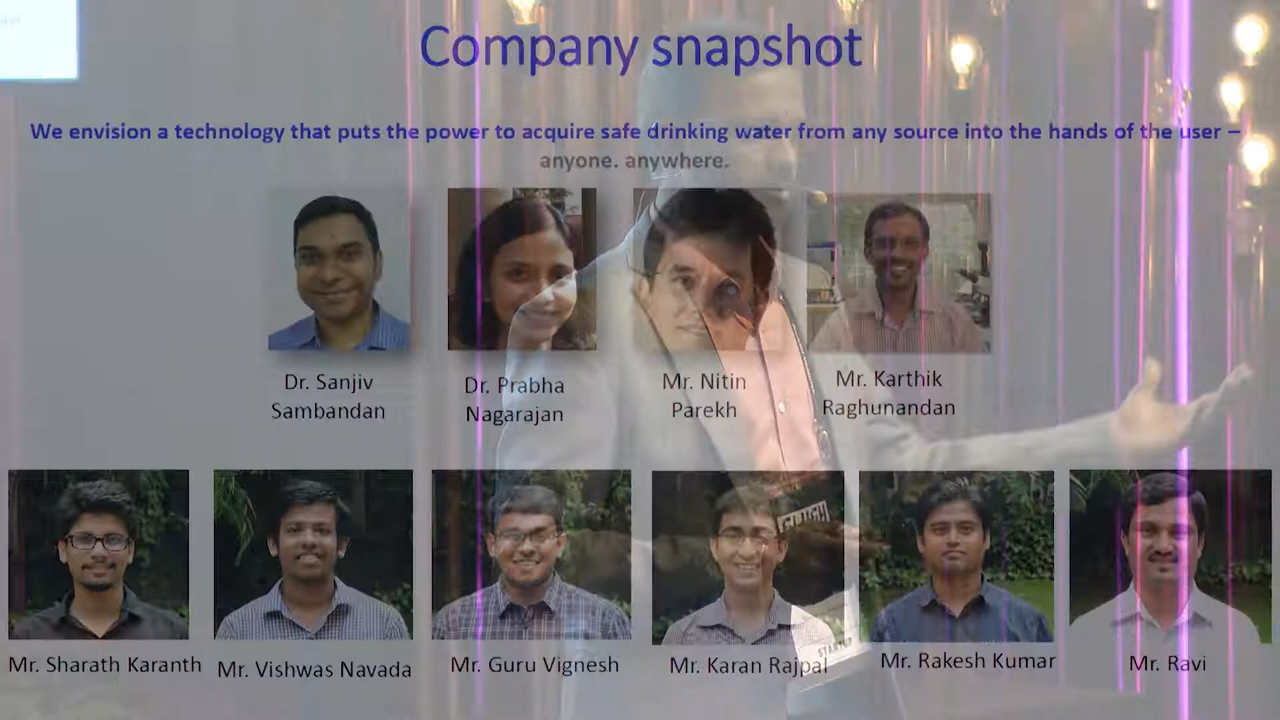 Company snapshot
We envision a technology that puts the power to acquire safe drinking water from any source into the hands of the user –
anyone. anywhere.
Dr. Sanjiv
Sambandan
Dr. Prabha
Nagarajan
Mr. Nitin
Parekh
Mr. Karthik
Raghunandan
Mr. Sharath Karanth
Mr. Vishwas Navada
Mr. Guru Vignesh
Mr. Karan Rajpal
Mr. Rakesh Kumar
Mr. Ravi